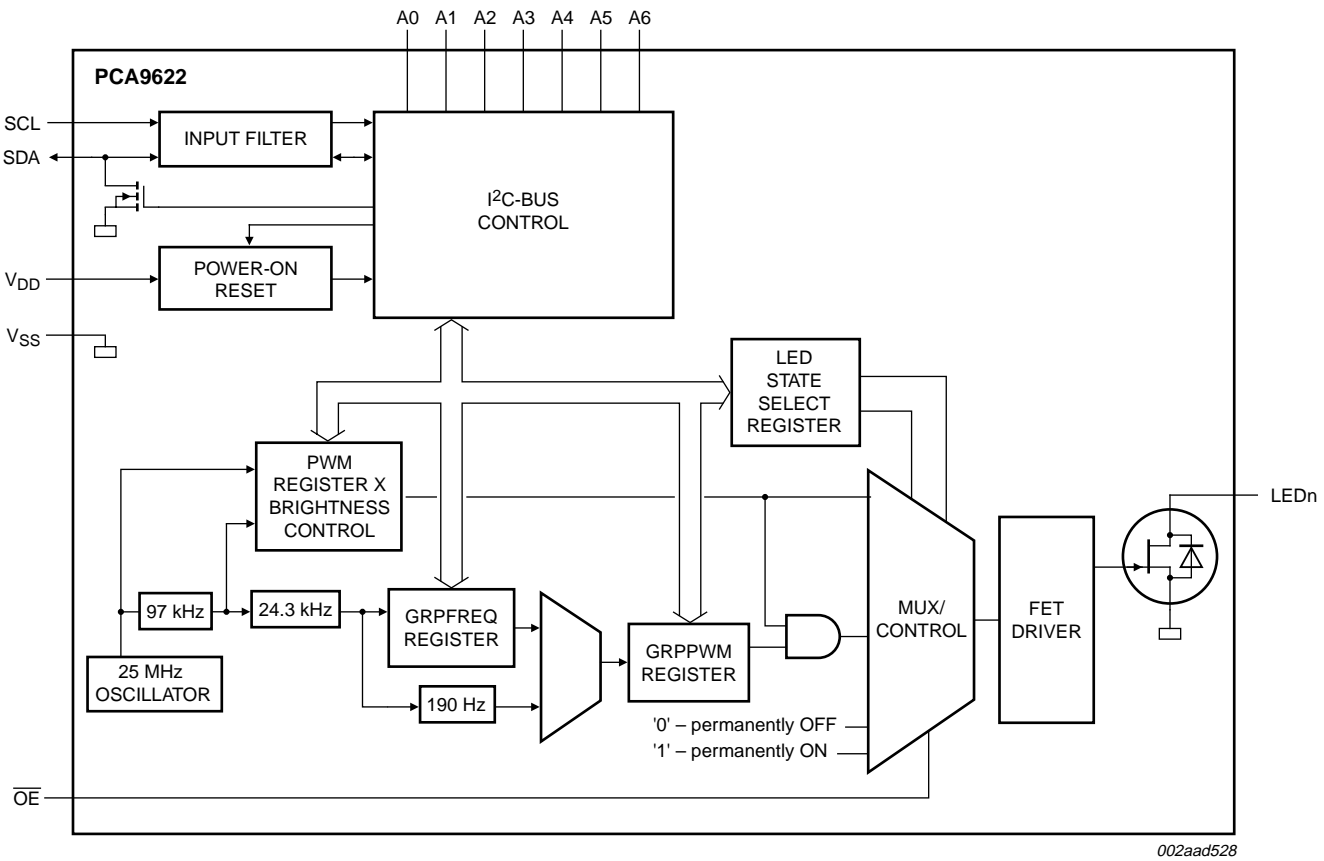 A0 A1 A2 A3 A4 A5 A6
PCA9622
SCL
SDA
INPUT FILTER
I²C-BUS
CONTROL
VDD
POWER-ON
RESET
VSS
LED
STATE
SELECT
REGISTER
PWM
REGISTER X
BRIGHTNESS
CONTROL
LEDn
97 kHz
24.3 kHz
GRPFREQ
REGISTER
MUX/
CONTROL
FET
DRIVER
GRPPWM
REGISTER
25 MHz
OSCILLATOR
190 Hz
'0' – permanently OFF
'1' – permanently ON
O̅E̅
002aad528